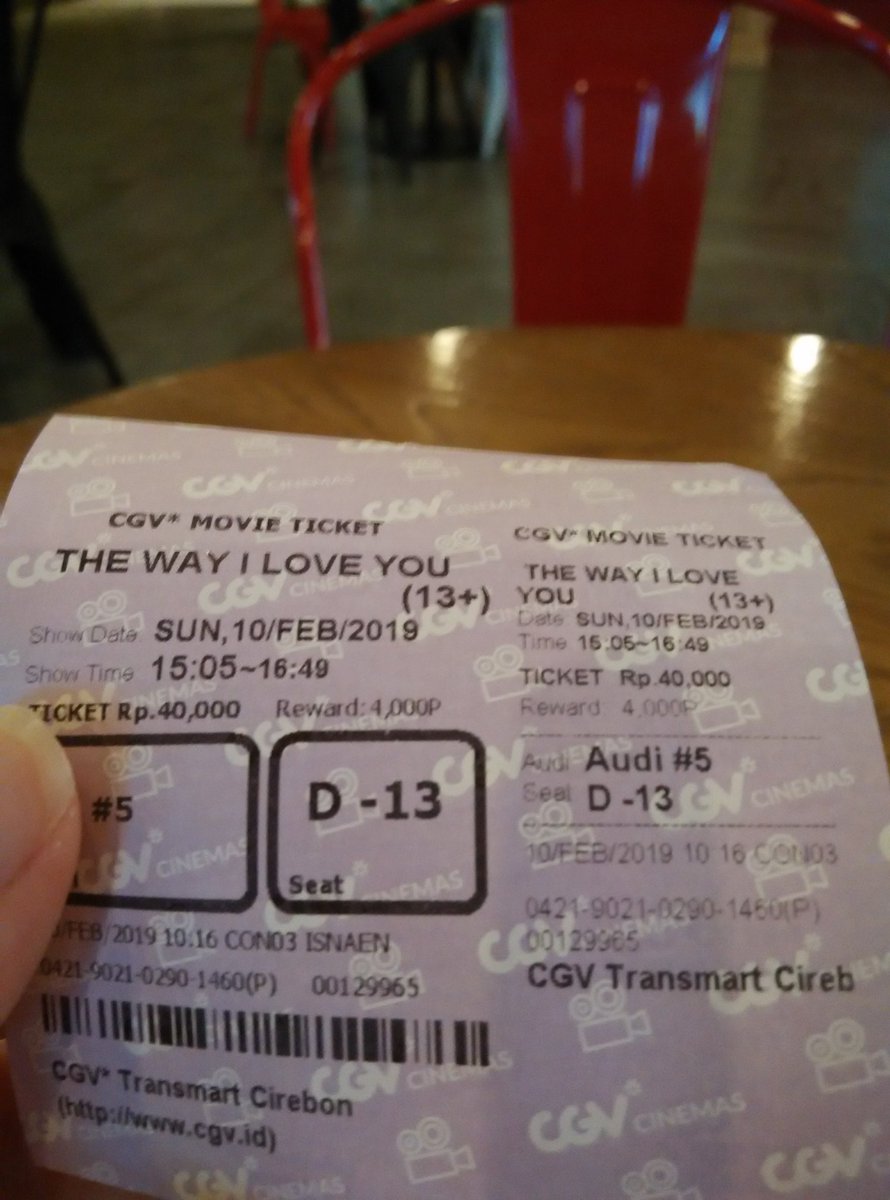 CGV* MOVIE TICKET
THE WAY I LOVE YOU
(13+)
Show Date SUN,10/FEB/2019
Show Time 15:05~16:49
TICKET Rp.40,000 Reward:4,000P
#5
D -13
Seat
/FEB/2019 10:16 CON03 ISNAEN
0421-9021-0290-1460(P) 00129965
CGV* Transmart Cirebon
(http://www.cgv.id)
CGV* MOVIE TICKET
THE WAY I LOVE
YOU (13+)
Date SUN,10/FEB/2019
Time 15:05~16:49
TICKET Rp.40,000
Reward 4,000P
Audi Audi #5
Seat D -13
10/FEB/2019 10 16 CON03
0421-9021-0290-1460(P)
00129965
CGV Transmart Cireb
CGV* CINEMAS